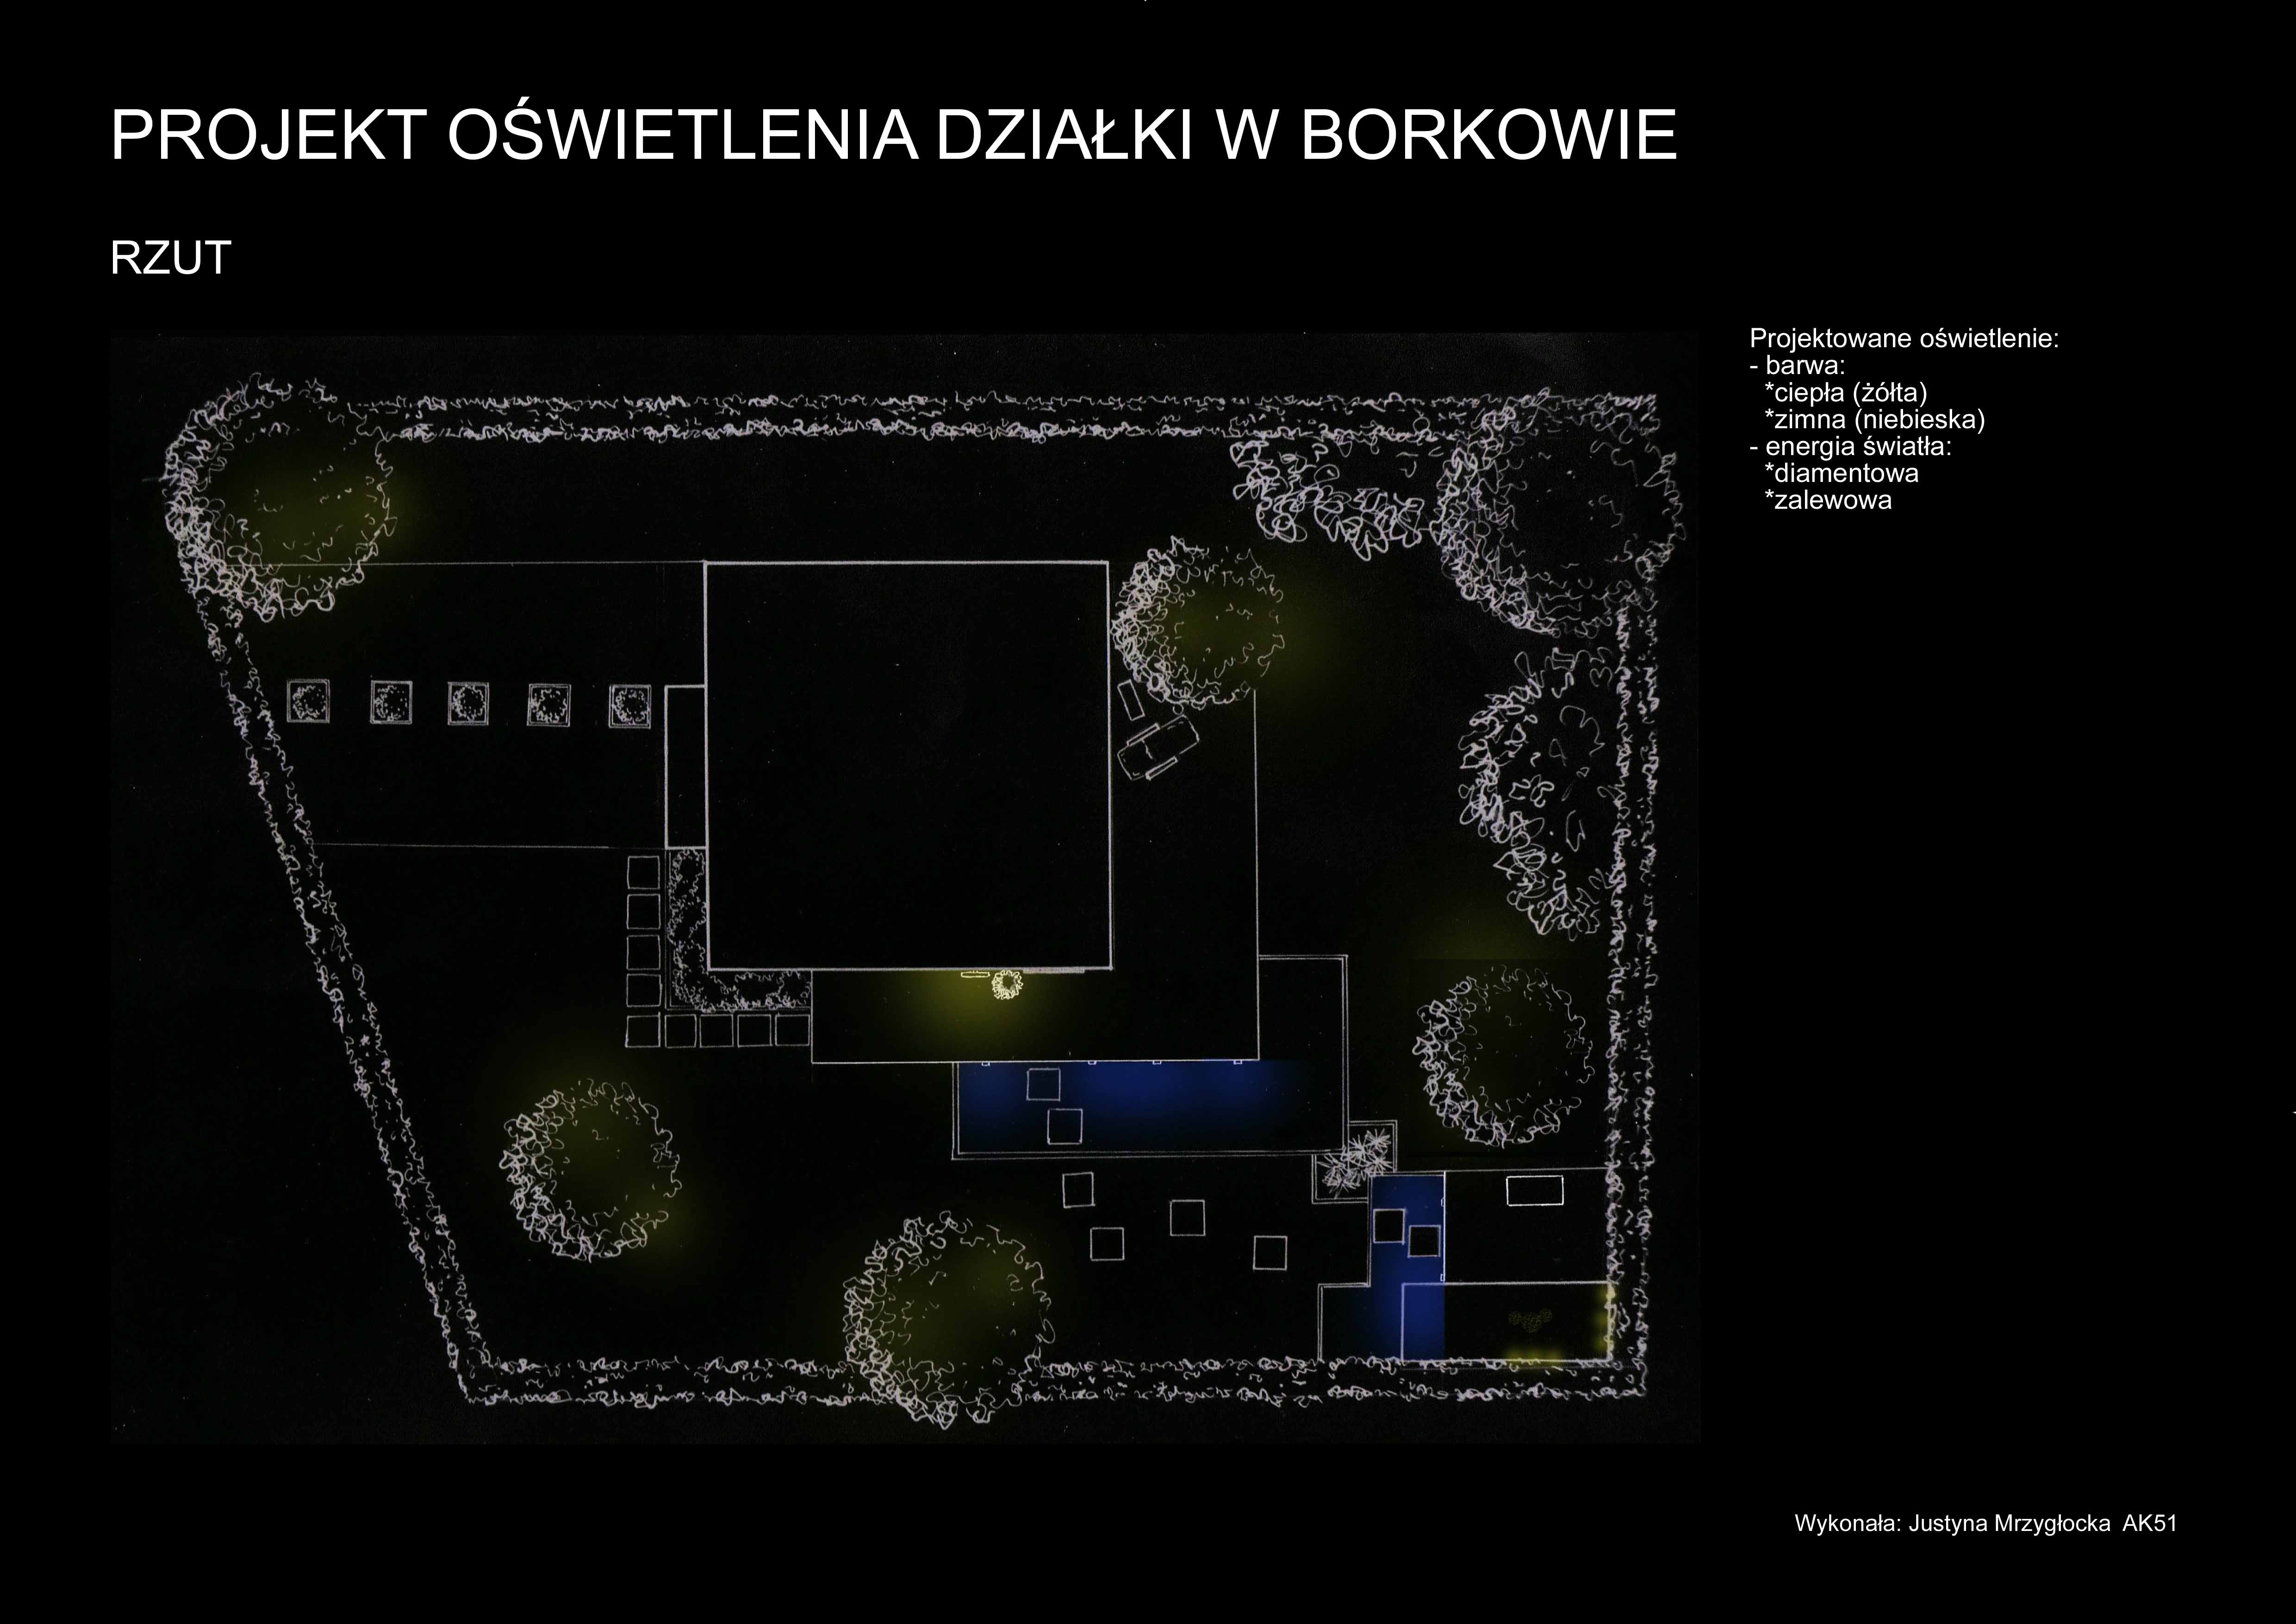 PROJEKT OŚWIETLENIA DZIAŁKI W BORKOWIE
RZUT
Projektowane oświetlenie:
- barwa:
*ciepła (żółta)
*zimna (niebieska)
- energia światła:
*diamentowa
*zalewowa
Wykonała: Justyna Mrzygłocka AK51